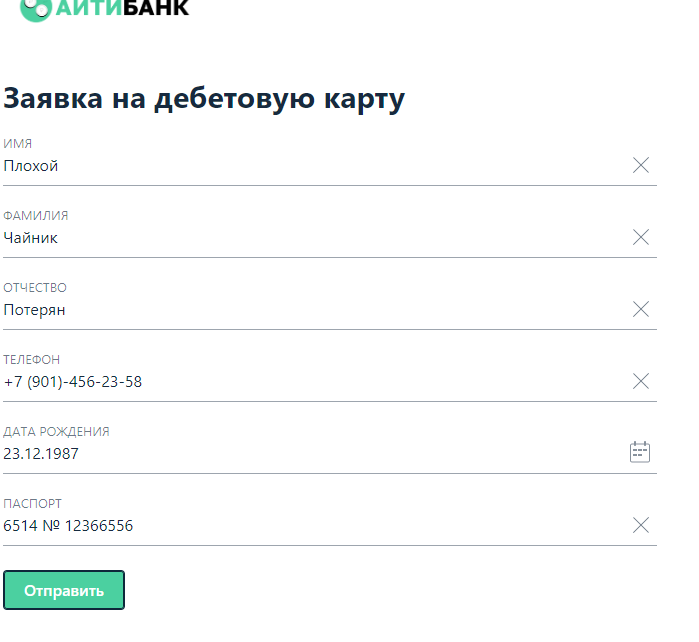 АЙТИБАНК
Заявка на дебетовую карту
ИМЯ
Плохой
ФАМИЛИЯ
Чайник
ОТЧЕСТВО
Потерян
ТЕЛЕФОН
+7 (901)-456-23-58
ДАТА РОЖДЕНИЯ
23.12.1987
ПАСПОРТ
6514 № 12366556
Отправить